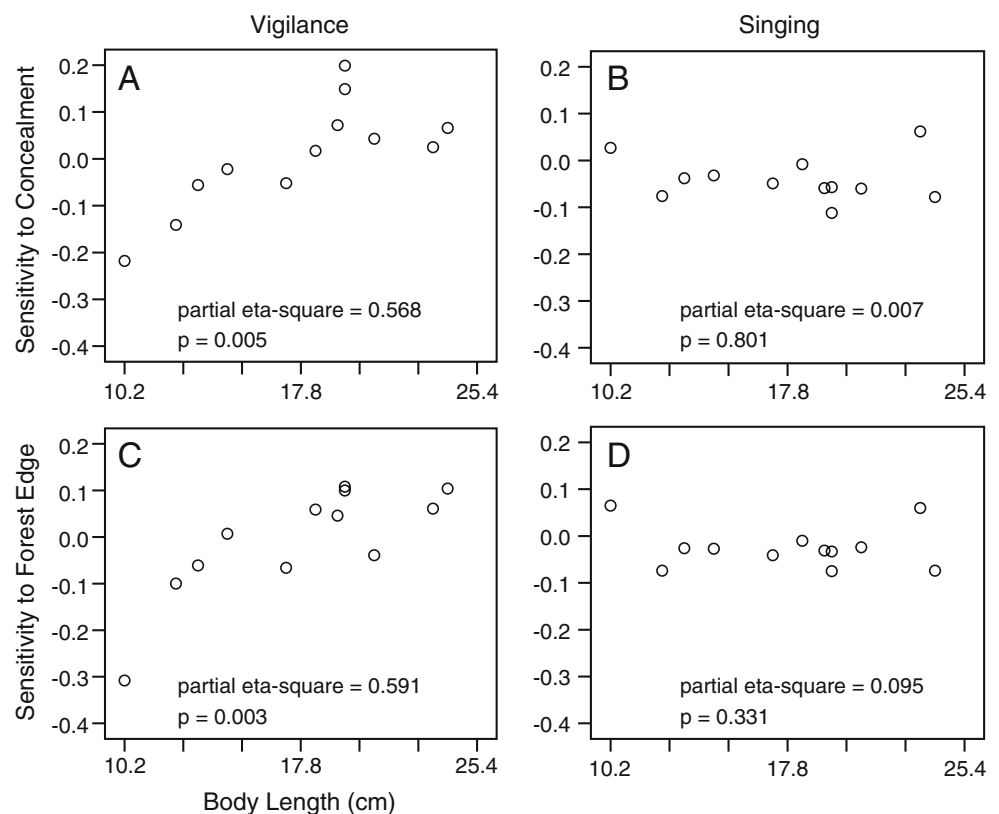 Vigilance
Singing
Sensitivity to Concealment
A
0.2
0.1
0.0
-0.1
-0.2
-0.3
-0.4
partial eta-square = 0.568
p = 0.005
10.2 17.8 25.4
B
0.2
0.1
0.0
-0.1
-0.2
-0.3
-0.4
partial eta-square = 0.007
p = 0.801
10.2 17.8 25.4
Sensitivity to Forest Edge
C
0.2
0.1
0.0
-0.1
-0.2
-0.3
-0.4
partial eta-square = 0.591
p = 0.003
10.2 17.8 25.4
Body Length (cm)
D
0.2
0.1
0.0
-0.1
-0.2
-0.3
-0.4
partial eta-square = 0.095
p = 0.331
10.2 17.8 25.4